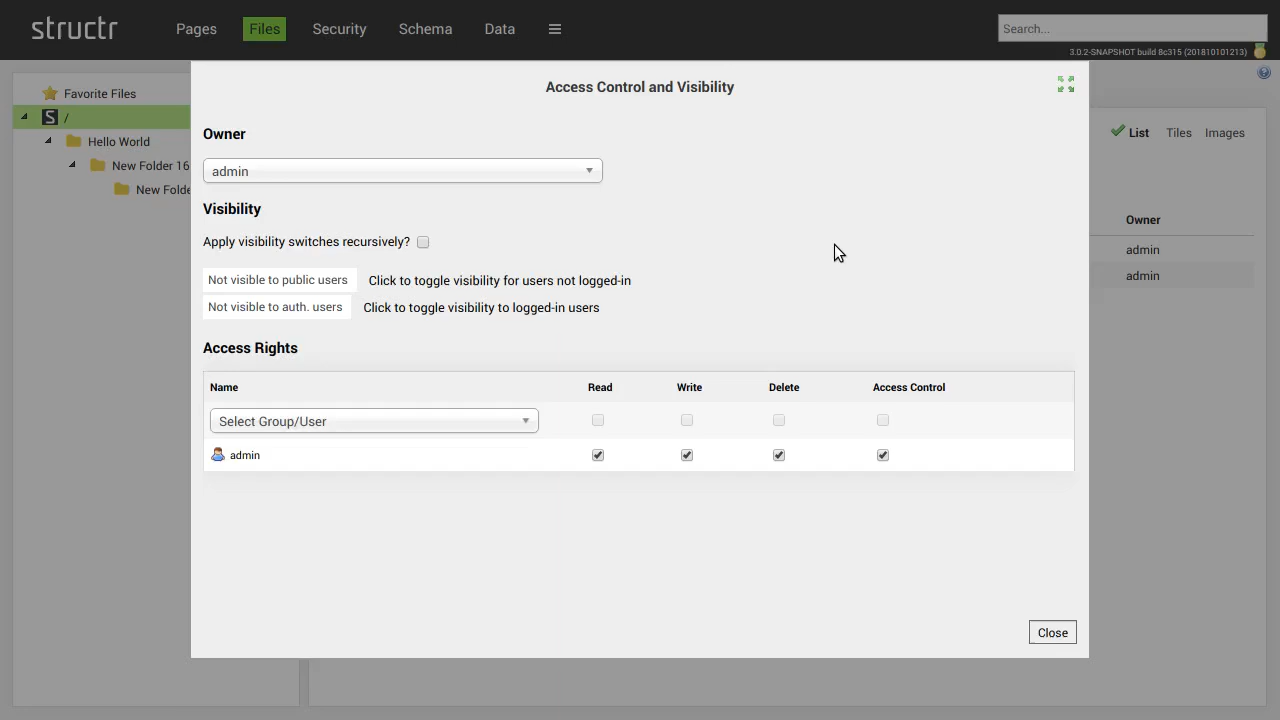 structr
Pages Files Security Schema Data
Search...
3.0.2-SNAPSHOT build 8c315 (201810101213)
Favorite Files
/
Hello World
New Folder 16
New Folde
List Tiles Images
Owner
admin
admin
Access Control and Visibility
Owner
admin
Visibility
Apply visibility switches recursively?
Not visible to public users Click to toggle visibility for users not logged-in
Not visible to auth. users Click to toggle visibility to logged-in users
Access Rights
Name Read Write Delete Access Control
Select Group/User
admin
Close